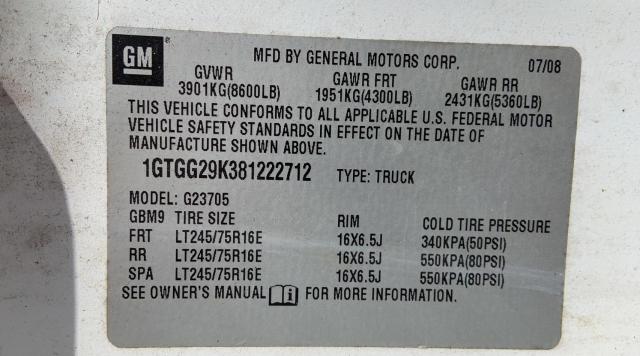 GM
MFD BY GENERAL MOTORS CORP. 07/08
GVWR GAWR FRT GAWR RR
3901KG(8600LB) 1951KG(4300LB) 2431KG(5360LB)
THIS VEHICLE CONFORMS TO ALL APPLICABLE U.S. FEDERAL MOTOR
VEHICLE SAFETY STANDARDS IN EFFECT ON THE DATE OF
MANUFACTURE SHOWN ABOVE.
1GTGG29K381222712 TYPE: TRUCK
MODEL: G23705
GBM9 TIRE SIZE RIM COLD TIRE PRESSURE
FRT LT245/75R16E 16X6.5J 340KPA(50PSI)
RR LT245/75R16E 16X6.5J 550KPA(80PSI)
SPA LT245/75R16E 16X6.5J 550KPA(80PSI)
SEE OWNER'S MANUAL i FOR MORE INFORMATION.